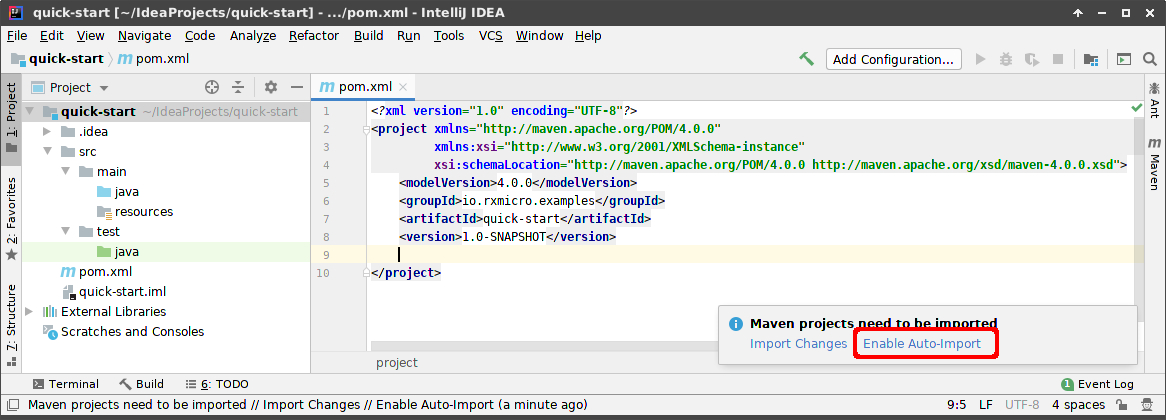 quick-start [~/IdeaProjects/quick-start] - .../pom.xml - IntelliJ IDEA
File Edit View Navigate Code Analyze Refactor Build Run Tools VCS Window Help
quick-start m pom.xml Add Configuration...
1: Project
2: Favorites
7: Structure
Project
quick-start ~/IdeaProjects/quick-start
.idea
src
main
java
resources
test
java
m pom.xml
quick-start.iml
External Libraries
Scratches and Consoles
m pom.xml
1 <?xml version="1.0" encoding="UTF-8"?>
2 <project xmlns="http://maven.apache.org/POM/4.0.0"
3 xmlns:xsi="http://www.w3.org/2001/XMLSchema-instance"
4 xsi:schemaLocation="http://maven.apache.org/POM/4.0.0 http://maven.apache.org/xsd/maven-4.0.0.xsd">
5 <modelVersion>4.0.0</modelVersion>
6 <groupId>io.rxmicro.examples</groupId>
7 <artifactId>quick-start</artifactId>
8 <version>1.0-SNAPSHOT</version>
9
10 </project>
Ant
m Maven
Maven projects need to be imported
Import Changes Enable Auto-Import
project
Terminal Build 6: TODO 1 Event Log
Maven projects need to be imported // Import Changes // Enable Auto-Import (a minute ago) 9:5 LF UTF-8 4 spaces